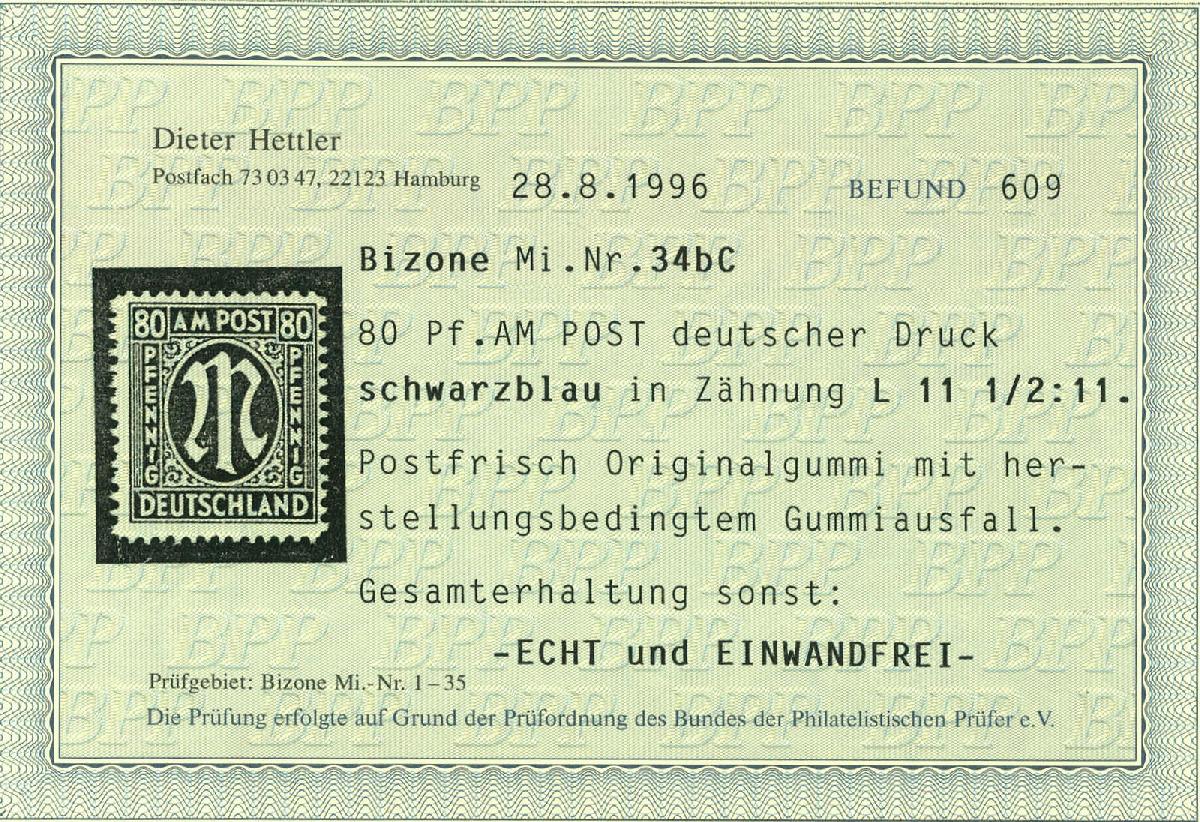 Dieter Hettler
Postfach 73 03 47, 22123 Hamburg
28.8.1996
BEFUND 609
Bizone Mi.Nr.34bC
80 AM POST 80
PFENNIG
PFENNIG
DEUTSCHLAND
80 Pf.AM POST deutscher Druck
schwarzblau in Zähnung L 11 1/2:11.
Postfrisch Originalgummi mit her-
stellungsbedingtem Gummiausfall.
Gesamterhaltung sonst:
-ECHT und EINWANDFREI-
Prüfgebiet: Bizone Mi.-Nr. 1–35
Die Prüfung erfolgte auf Grund der Prüfordnung des Bundes der Philatelistischen Prüfer e.V.